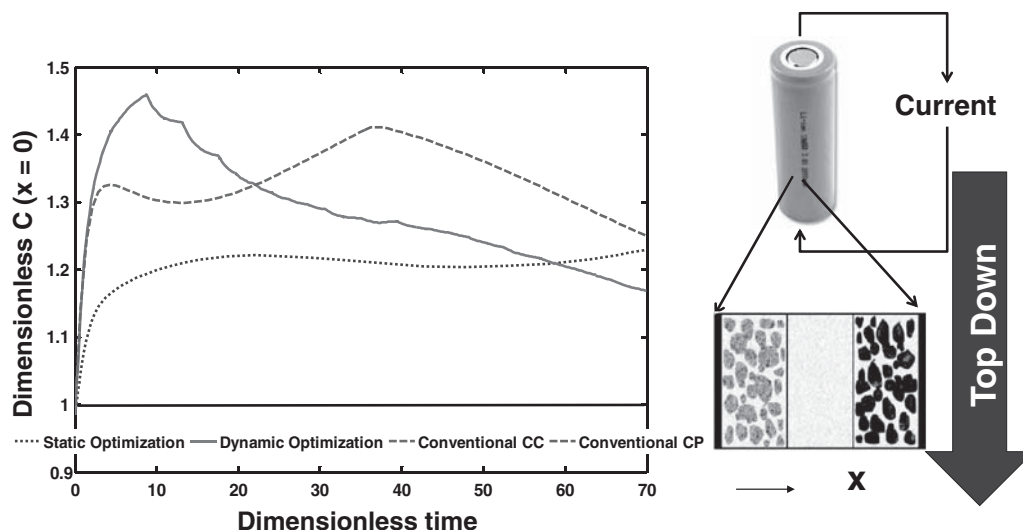 1.5
1.4
1.3
1.2
1.1
1
0.9
Dimensionless C (x = 0)
Static Optimization Dynamic Optimization Conventional CC Conventional CP
0 10 20 30 40 50 60 70
Dimensionless time
Current
Top Down
x